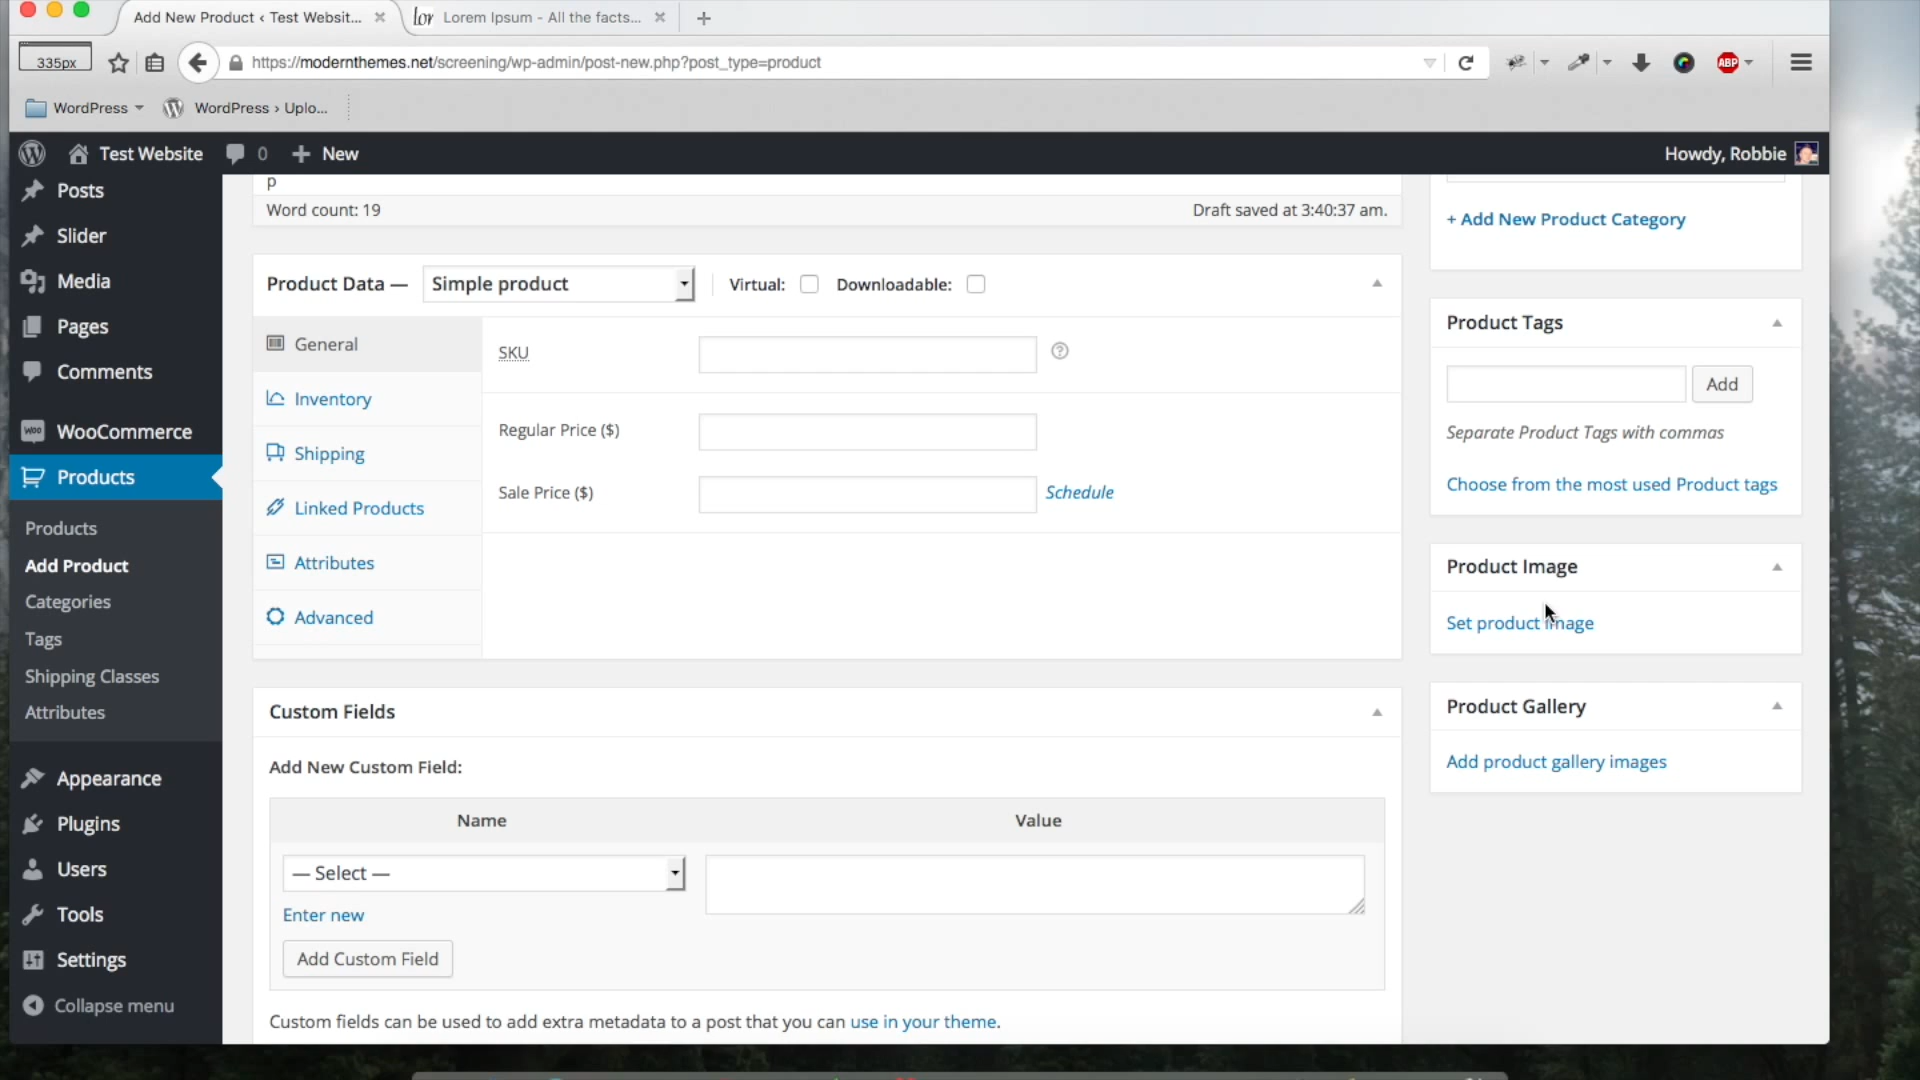 Add New Product ‹ Test Websit...
Lorem Ipsum - All the facts...
335px
https://modernthemes.net/screening/wp-admin/post-new.php?post_type=product
ABP
WordPress
WordPress › Uplo...
Test Website
0
New
Howdy, Robbie
Posts
Slider
Media
Pages
Comments
WooCommerce
Products
Products
Add Product
Categories
Tags
Shipping Classes
Attributes
Appearance
Plugins
Users
Tools
Settings
Collapse menu
p
Word count: 19
Draft saved at 3:40:37 am.
Product Data —
Simple product
Virtual:
Downloadable:
General
Inventory
Shipping
Linked Products
Attributes
Advanced
SKU
Regular Price ($)
Sale Price ($)
Schedule
Custom Fields
Add New Custom Field:
Name
Value
— Select —
Enter new
Add Custom Field
Custom fields can be used to add extra metadata to a post that you can use in your theme.
+ Add New Product Category
Product Tags
Add
Separate Product Tags with commas
Choose from the most used Product tags
Product Image
Set product image
Product Gallery
Add product gallery images